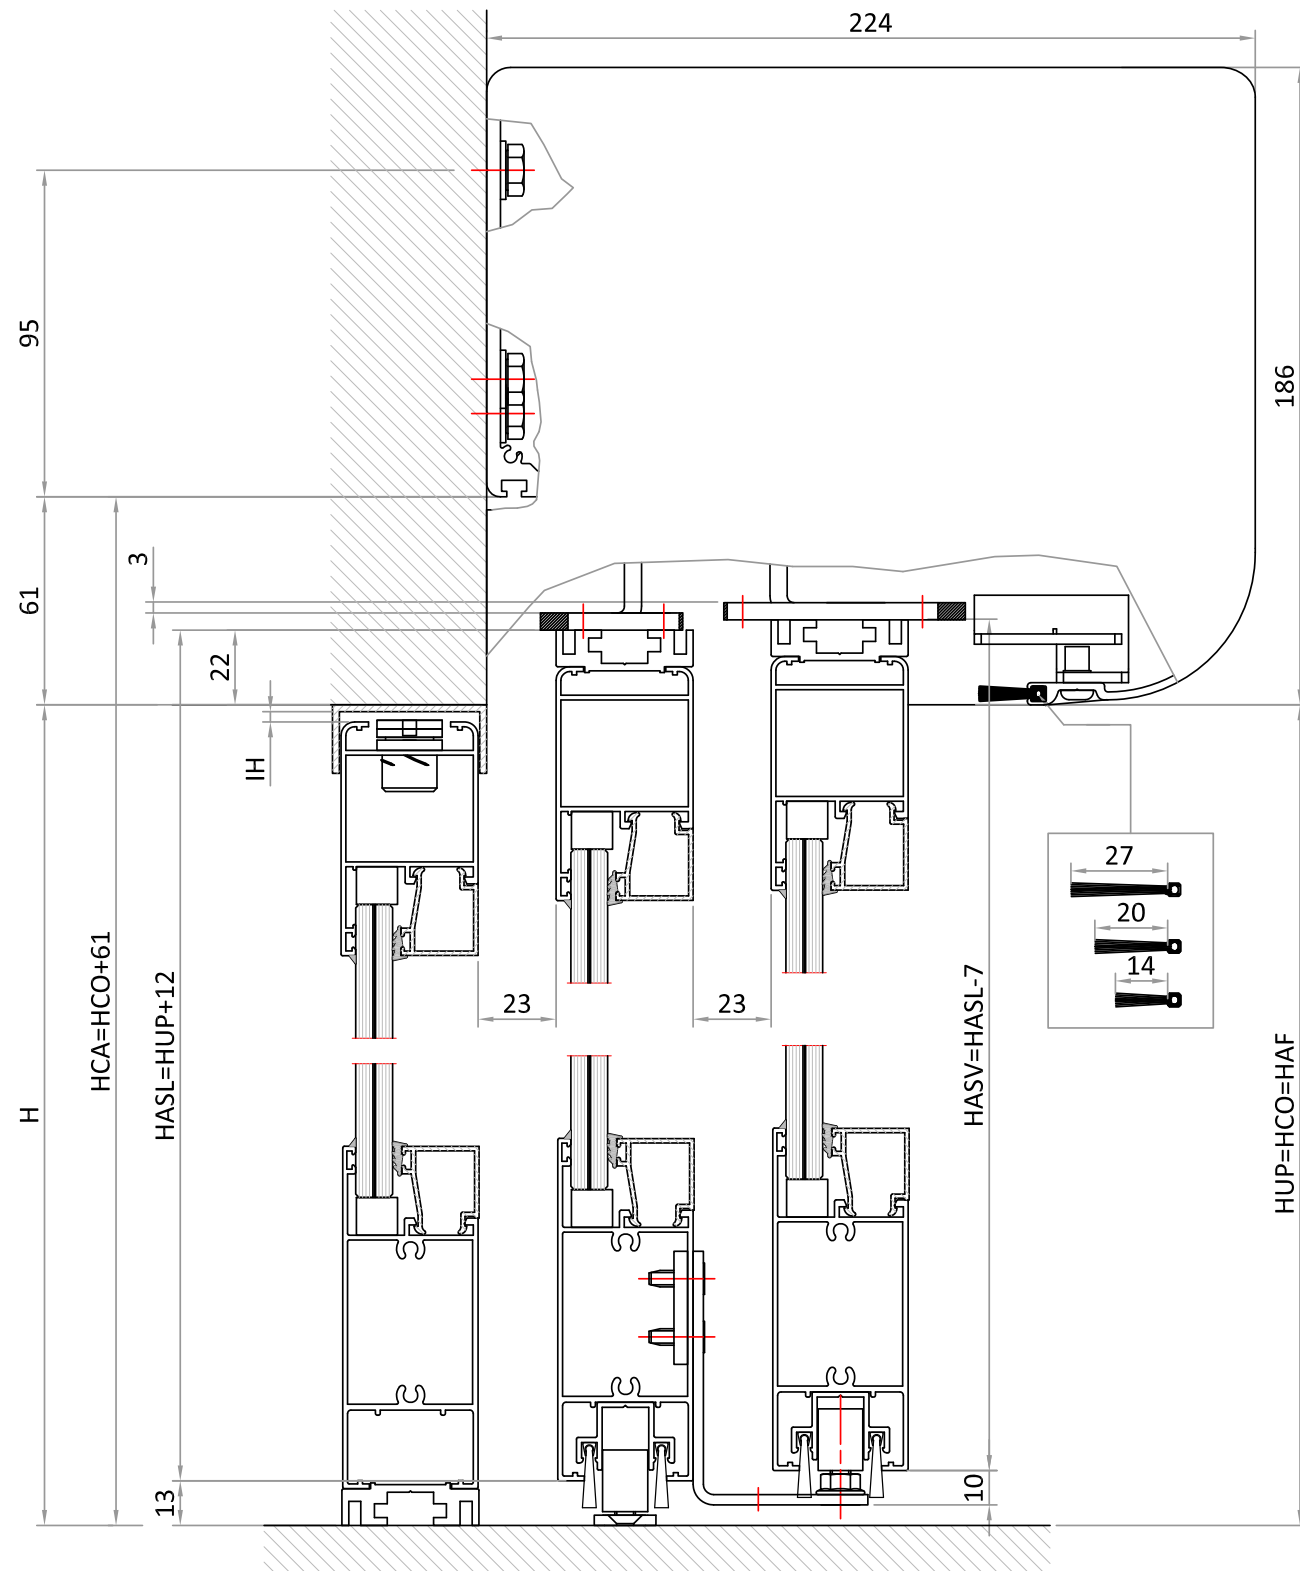 224
95
186
3
61
22
IH
27
20
14
23
23
HCA=HCO+61
HASL=HUP+12
HASV=HASL-7
H
HUP=HCO=HAF
13
10